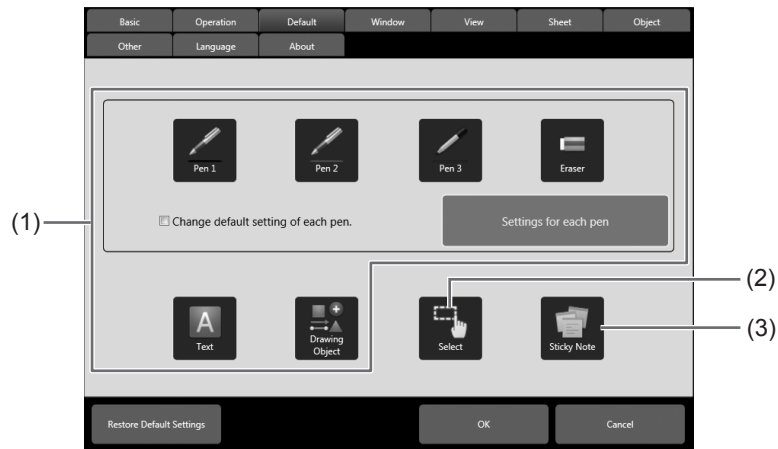 Basic Operation Default Window View Sheet Object
Other Language About
Pen 1 Pen 2 Pen 3 Eraser
(1)
Change default setting of each pen. Settings for each pen
(2)
(3)
Text Drawing Object Select Sticky Note
Restore Default Settings OK Cancel